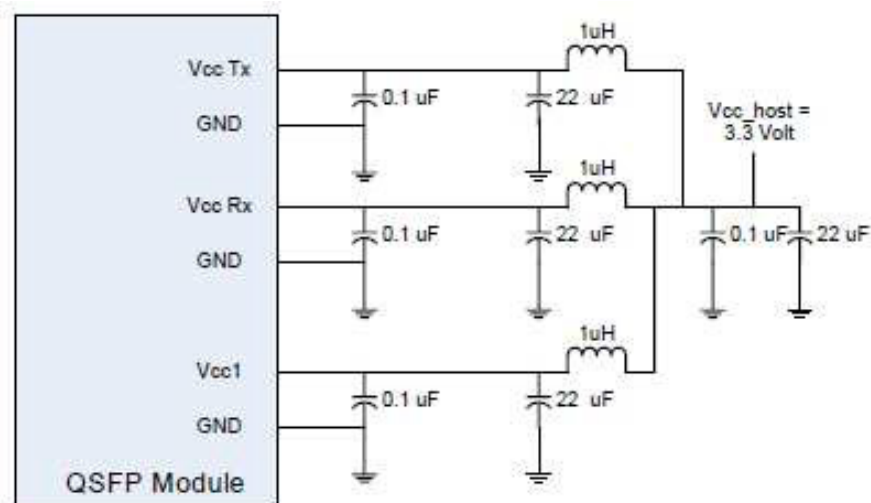 1uH
Vcc Tx
0.1 uF
22 uF
GND
Vcc_host =
3.3 Volt
1uH
Vcc Rx
0.1 uF
22 uF
0.1 uF
22 uF
GND
1uH
Vcc1
0.1 uF
22 uF
GND
QSFP Module